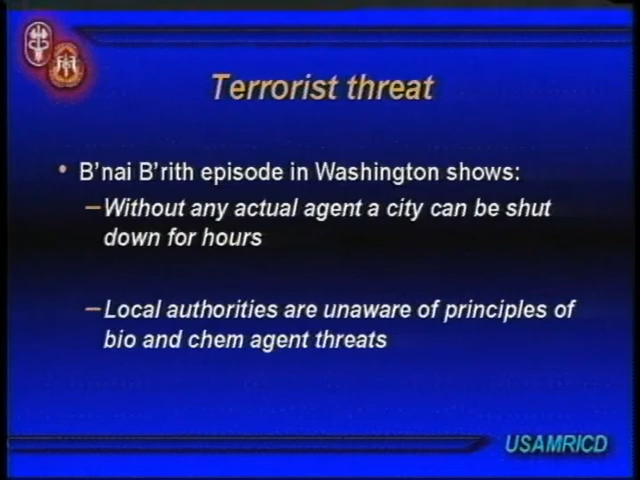 Terrorist threat
• B'nai B'rith episode in Washington shows:
–Without any actual agent a city can be shut
down for hours
–Local authorities are unaware of principles of
bio and chem agent threats
USAMRICD